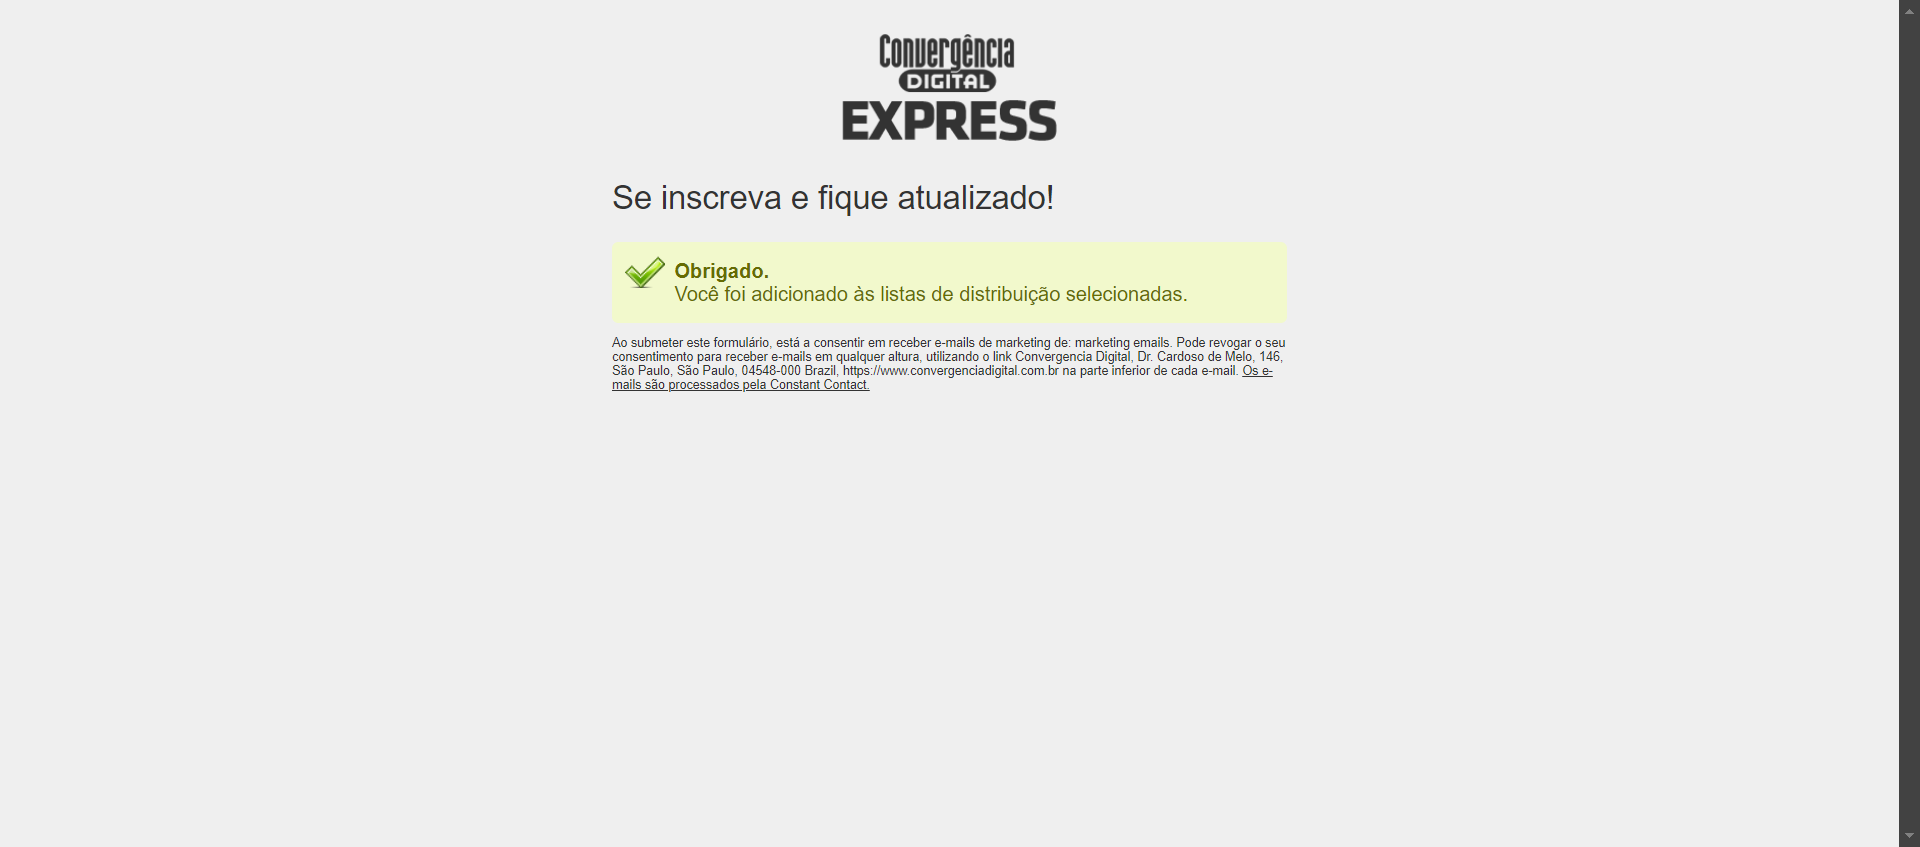 Convergência
DIGITAL
EXPRESS
Se inscreva e fique atualizado!
Obrigado.
Você foi adicionado às listas de distribuição selecionadas.
Ao submeter este formulário, está a consentir em receber e-mails de marketing de: marketing emails. Pode revogar o seu
consentimento para receber e-mails em qualquer altura, utilizando o link Convergencia Digital, Dr. Cardoso de Melo, 146,
São Paulo, São Paulo, 04548-000 Brazil, https://www.convergenciadigital.com.br na parte inferior de cada e-mail. Os e-
mails são processados pela Constant Contact.